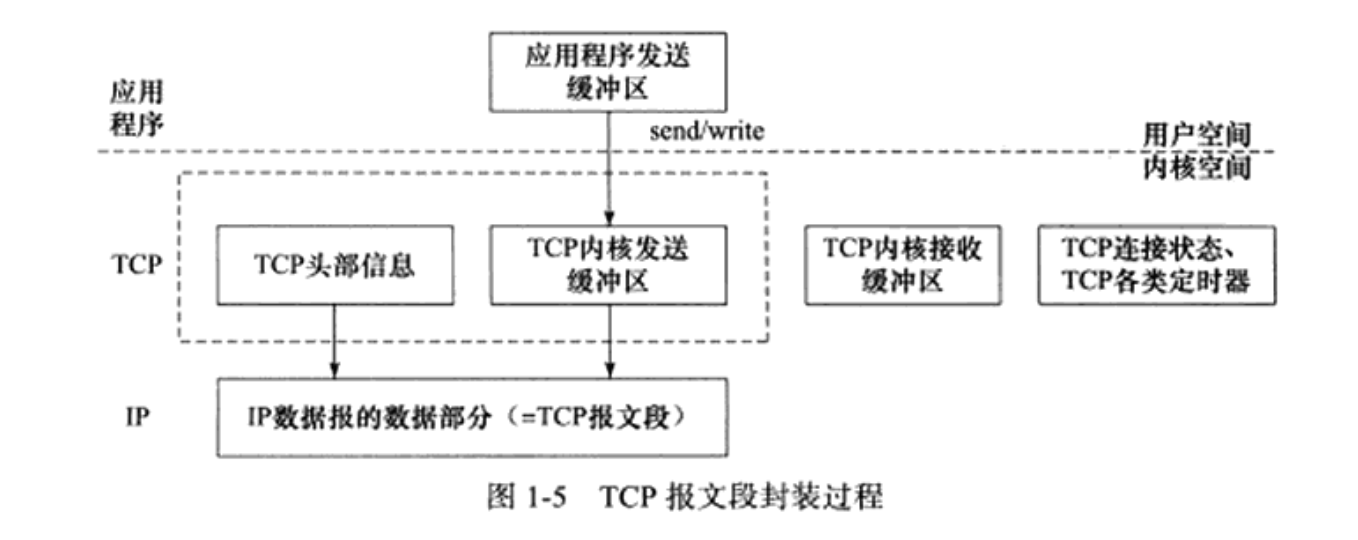 应用程序发送
缓冲区
应用
程序
send/write
用户空间
内核空间
TCP
TCP头部信息
TCP内核发送
缓冲区
TCP内核接收
缓冲区
TCP连接状态、
TCP各类定时器
IP
IP数据报的数据部分（=TCP报文段）
图 1-5 TCP 报文段封装过程